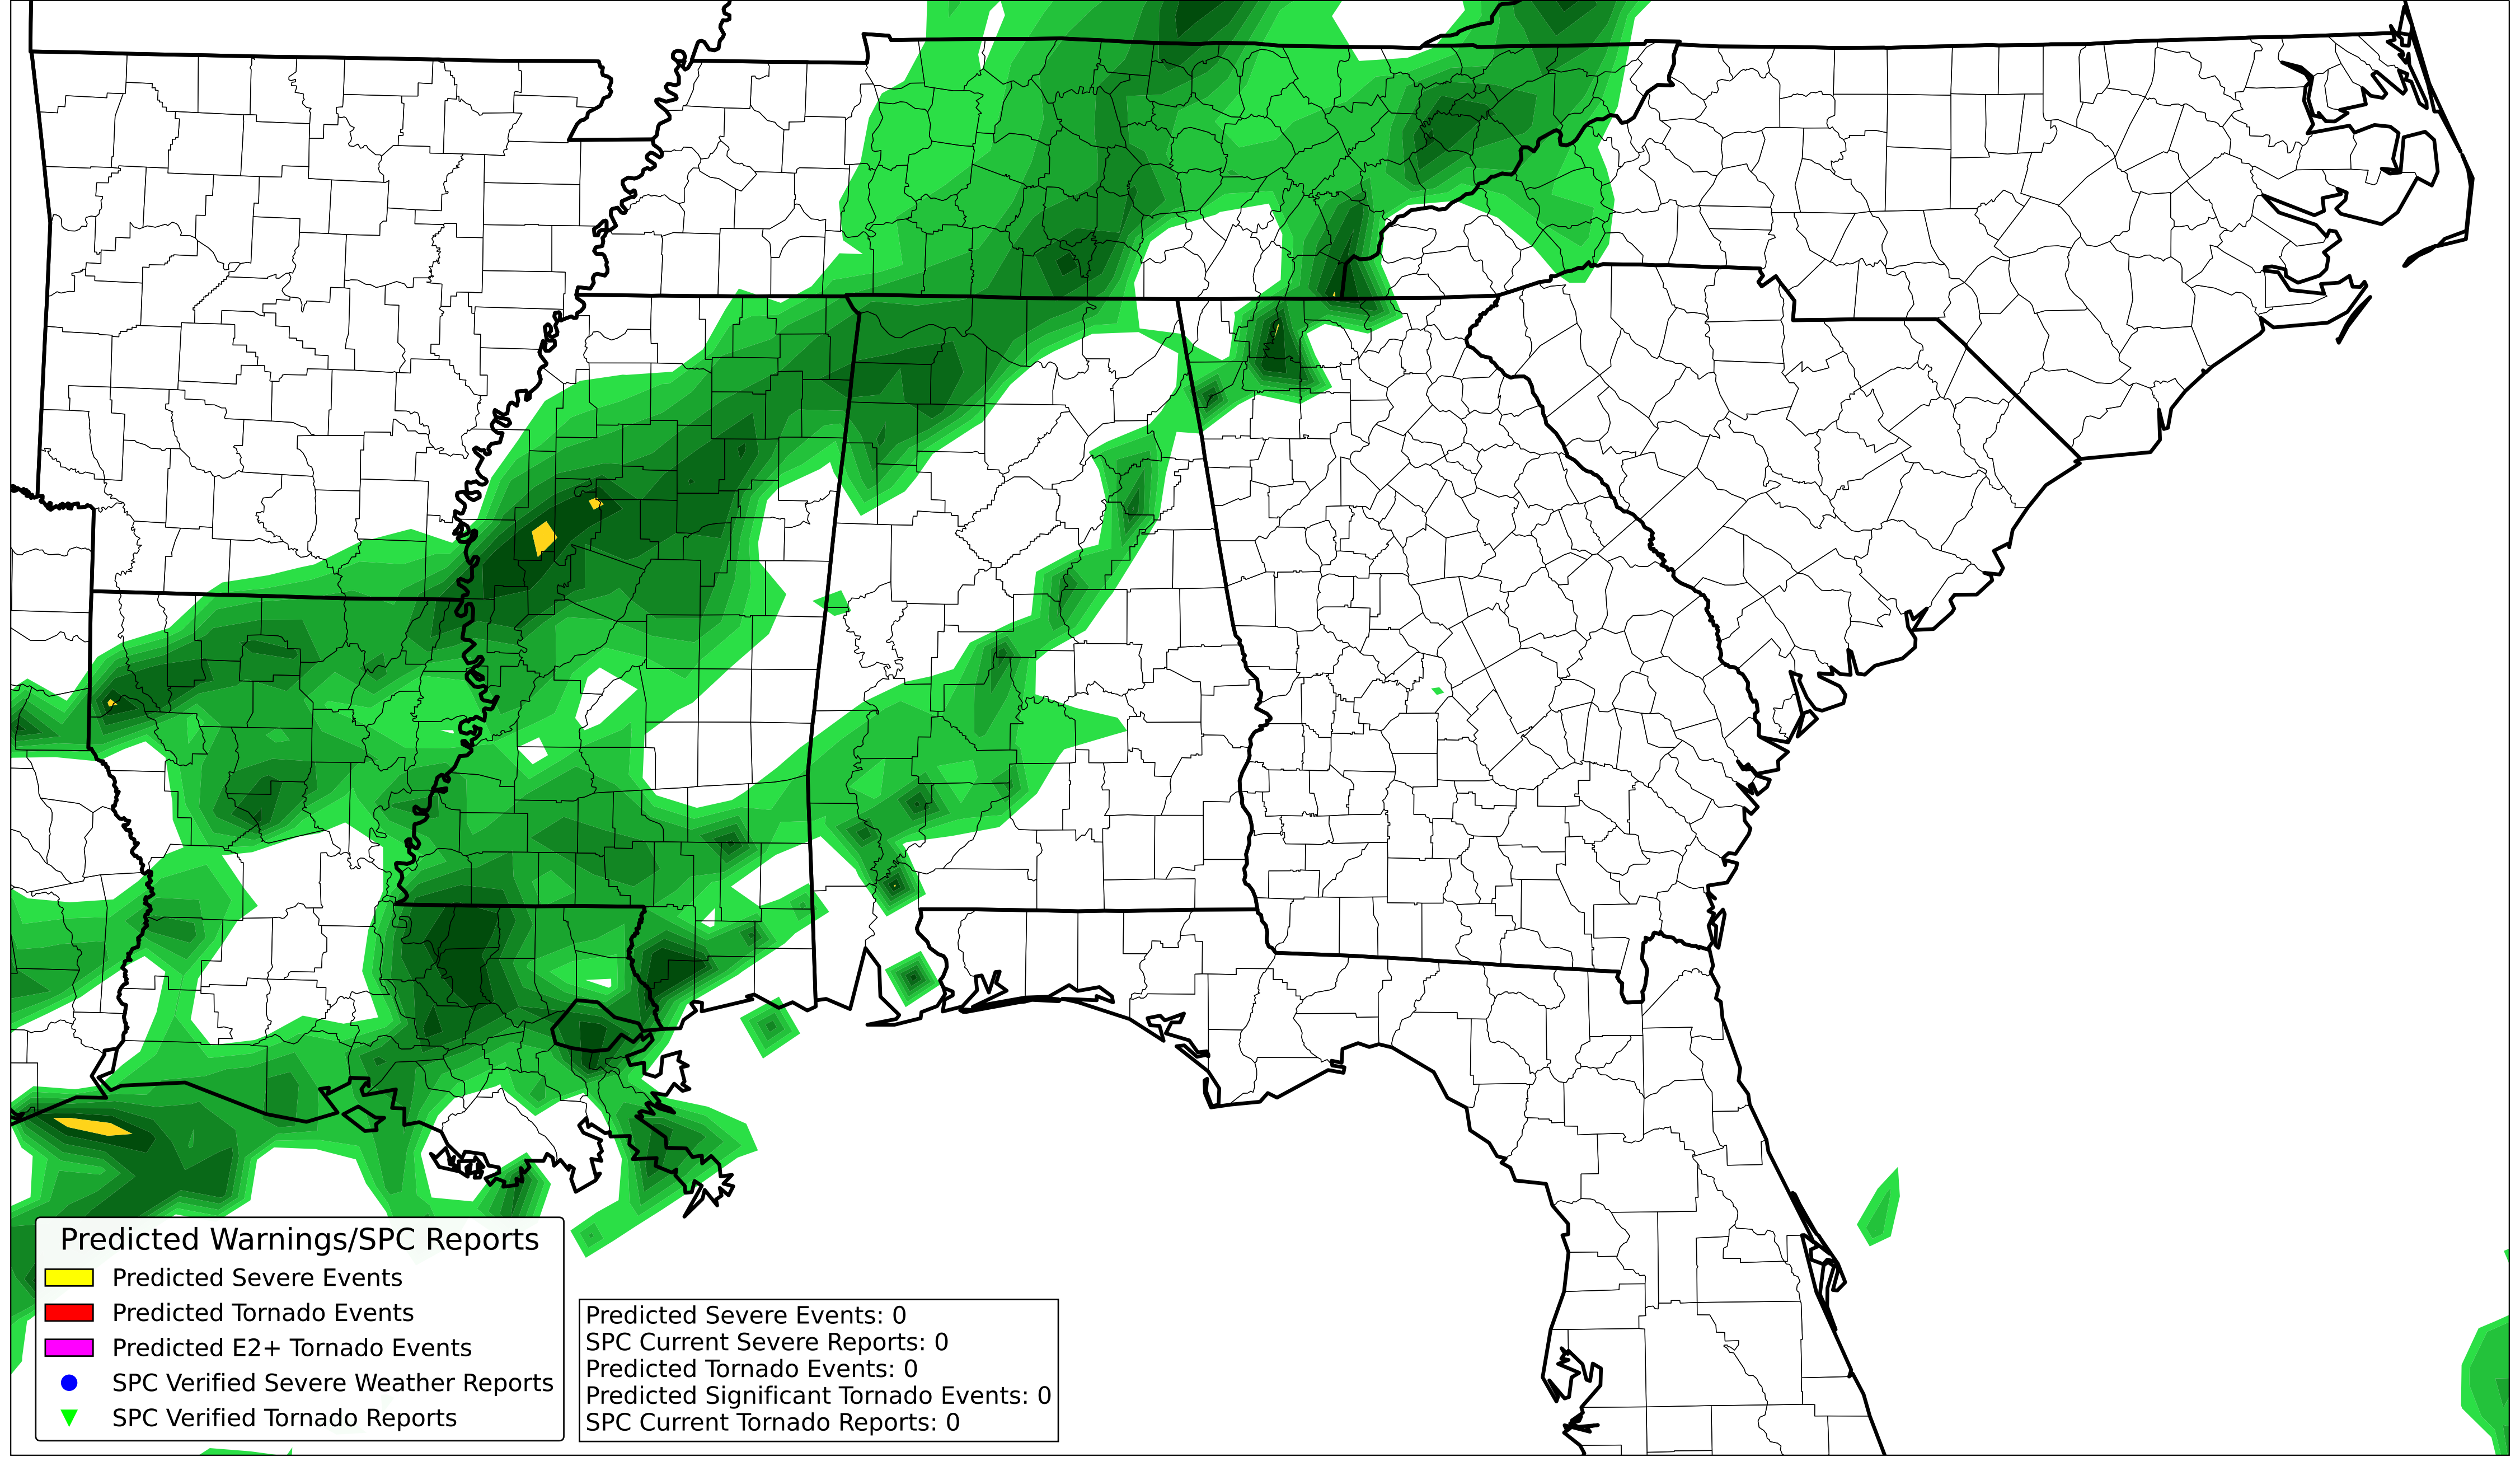 Predicted Warnings/SPC Reports
Predicted Severe Events
Predicted Tornado Events
Predicted E2+ Tornado Events
SPC Verified Severe Weather Reports
SPC Verified Tornado Reports
Predicted Severe Events: 0
SPC Current Severe Reports: 0
Predicted Tornado Events: 0
Predicted Significant Tornado Events: 0
SPC Current Tornado Reports: 0